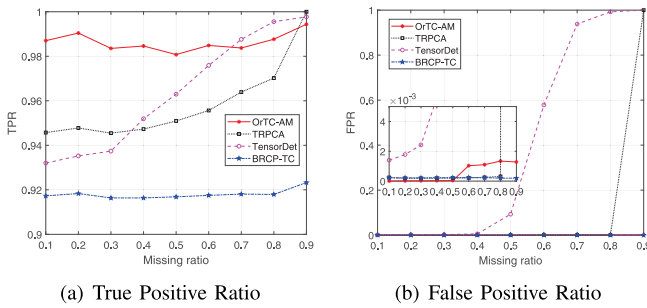 1
0.98
0.96
0.94
0.92
0.9
TPR
OrTC-AM
TRPCA
TensorDet
BRCP-TC
0.1 0.2 0.3 0.4 0.5 0.6 0.7 0.8 0.9
Missing ratio
(a) True Positive Ratio
1
0.8
0.6
0.4
0.2
0
FPR
OrTC-AM
TRPCA
TensorDet
BRCP-TC
×10⁻³
4
2
0
0.1 0.2 0.3 0.4 0.5 0.6 0.7 0.8 0.9
0.1 0.2 0.3 0.4 0.5 0.6 0.7 0.8 0.9
Missing ratio
(b) False Positive Ratio